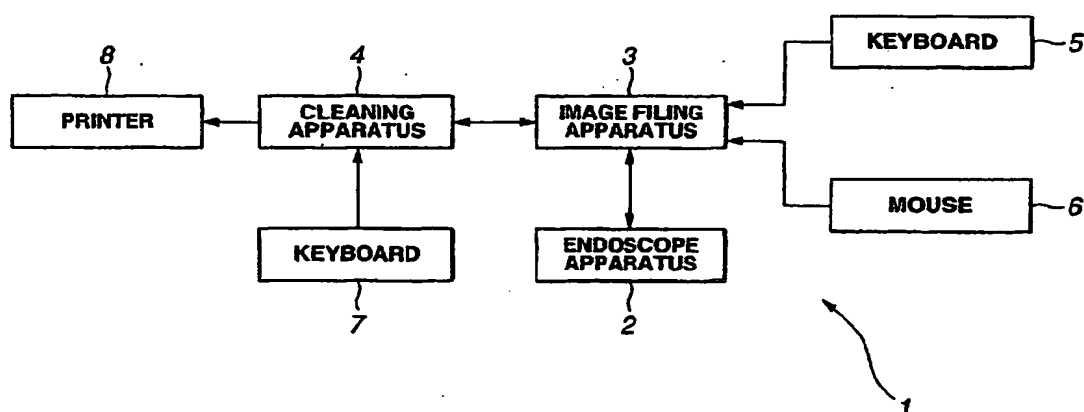 8
PRINTER
4
CLEANING
APPARATUS
3
IMAGE FILING
APPARATUS
KEYBOARD
5
MOUSE
6
KEYBOARD
7
ENDOSCOPE
APPARATUS
2
1